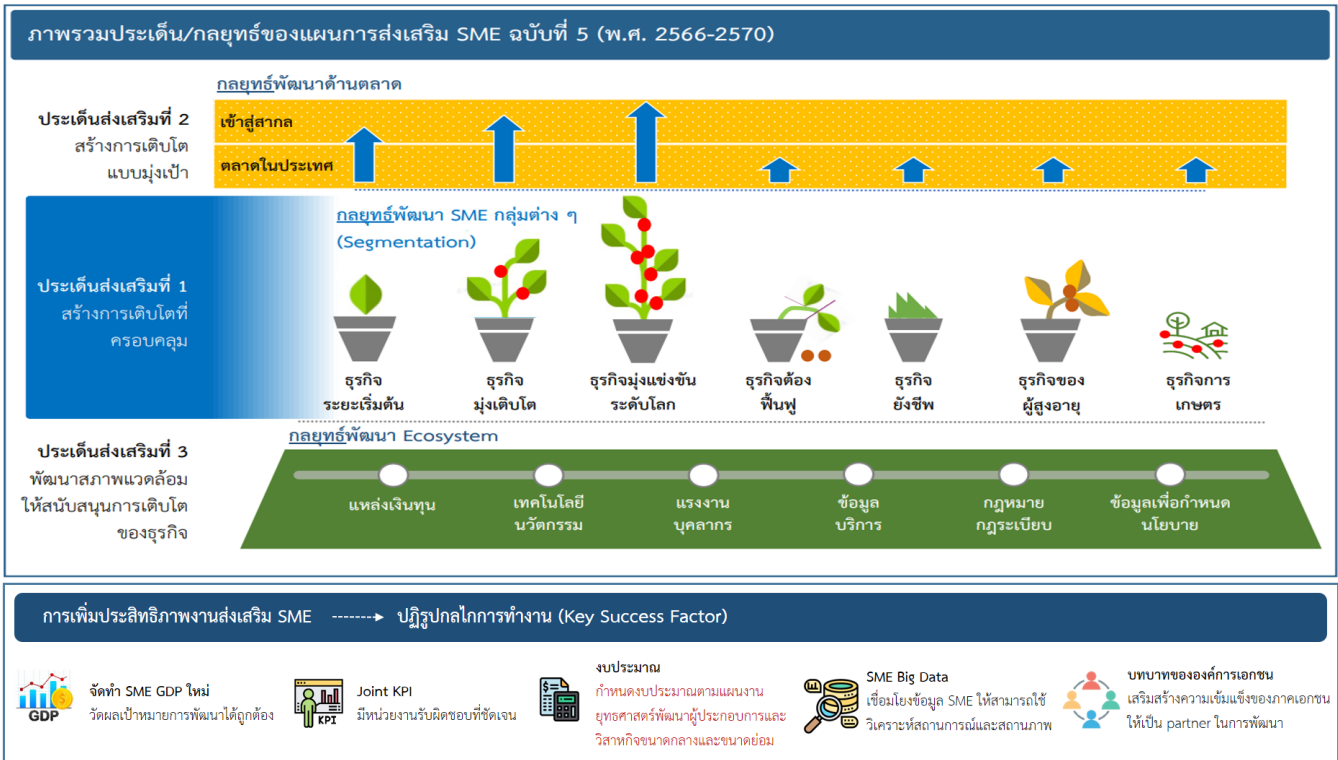 ภาพรวมประเด็น/กลยุทธ์ของแผนการส่งเสริม SME ฉบับที่ 5 (พ.ศ. 2566-2570)
กลยุทธ์พัฒนาด้านตลาด
ประเด็นส่งเสริมที่ 2
สร้างการเติบโต
แบบมุ่งเป้า
เข้าสู่สากล
ตลาดในประเทศ
กลยุทธ์พัฒนา SME กลุ่มต่าง ๆ
(Segmentation)
ประเด็นส่งเสริมที่ 1
สร้างการเติบโตที่
ครอบคลุม
ธุรกิจ
ระยะเริ่มต้น
ธุรกิจ
มุ่งเติบโต
ธุรกิจมุ่งแข่งขัน
ระดับโลก
ธุรกิจต้อง
ฟื้นฟู
ธุรกิจ
ยังชีพ
ธุรกิจของ
ผู้สูงอายุ
ธุรกิจการ
เกษตร
กลยุทธ์พัฒนา Ecosystem
ประเด็นส่งเสริมที่ 3
พัฒนาสภาพแวดล้อม
ให้สนับสนุนการเติบโต
ของธุรกิจ
แหล่งเงินทุน
เทคโนโลยี
นวัตกรรม
แรงงาน
บุคลากร
ข้อมูล
บริการ
กฎหมาย
กฎระเบียบ
ข้อมูลเพื่อกำหนด
นโยบาย
การเพิ่มประสิทธิภาพงานส่งเสริม SME -------→ ปฏิรูปกลไกการทำงาน (Key Success Factor)
GDP
จัดทำ SME GDP ใหม่
วัดผลเป้าหมายการพัฒนาได้ถูกต้อง
KPI
Joint KPI
มีหน่วยงานรับผิดชอบที่ชัดเจน
งบประมาณ
กำหนดงบประมาณตามแผนงาน
ยุทธศาสตร์พัฒนาผู้ประกอบการและ
วิสาหกิจขนาดกลางและขนาดย่อม
SME Big Data
เชื่อมโยงข้อมูล SME ให้สามารถใช้
วิเคราะห์สถานการณ์และสถานภาพ
บทบาทขององค์การเอกชน
เสริมสร้างความเข้มแข็งของภาคเอกชน
ให้เป็น partner ในการพัฒนา